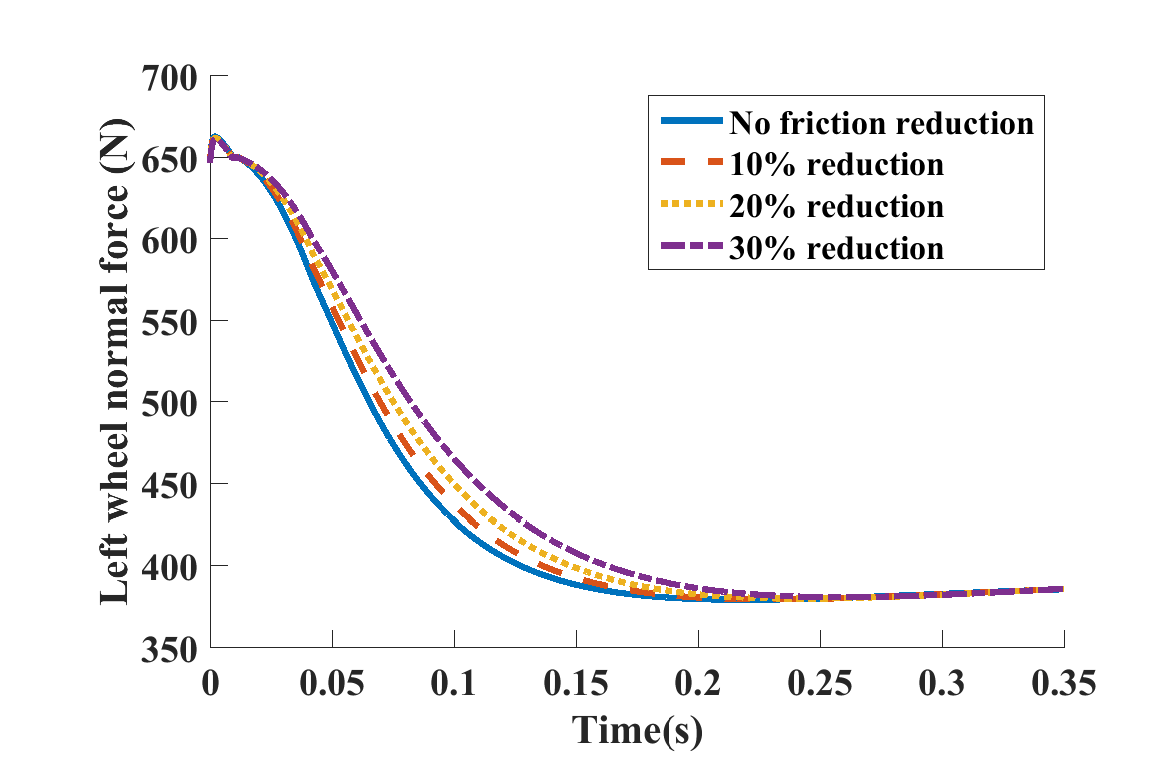 700
650
600
550
500
450
400
350
Left wheel normal force (N)
No friction reduction
10% reduction
20% reduction
30% reduction
0 0.05 0.1 0.15 0.2 0.25 0.3 0.35
Time(s)